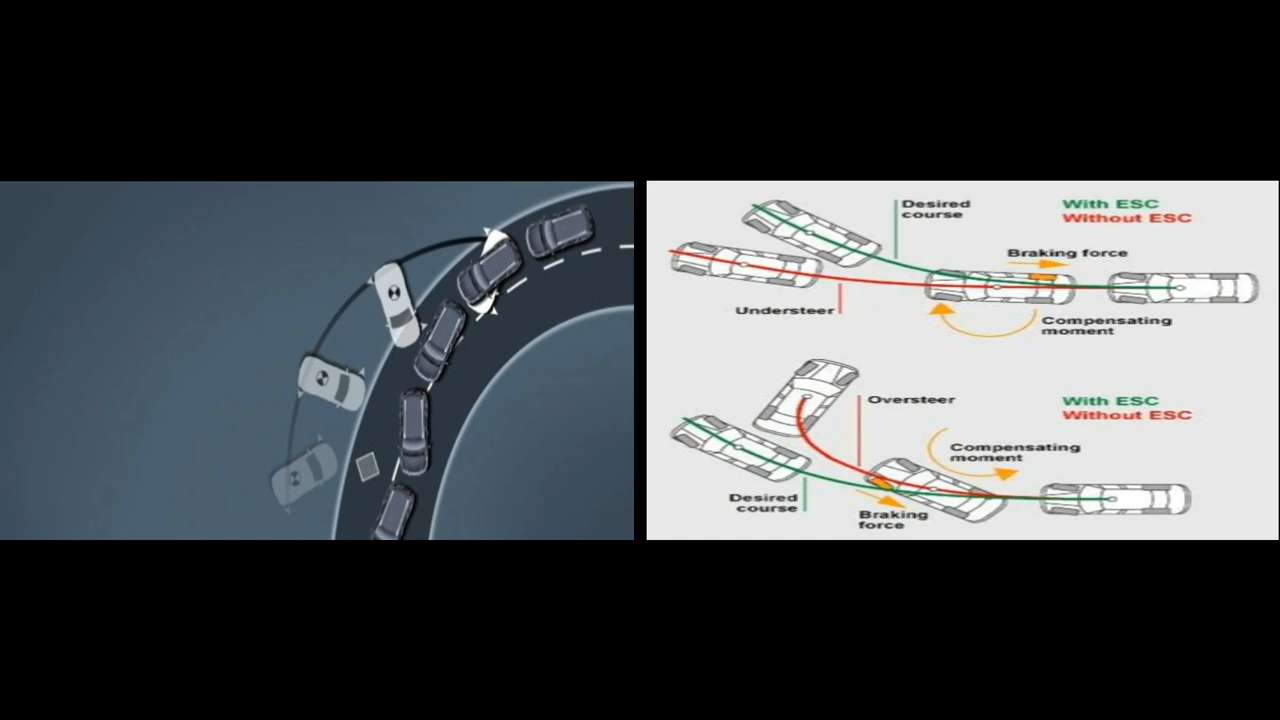 Desired
course
With ESC
Without ESC
Braking force
Understeer
Compensating
moment
Oversteer
With ESC
Without ESC
Compensating
moment
Desired
course
Braking
force